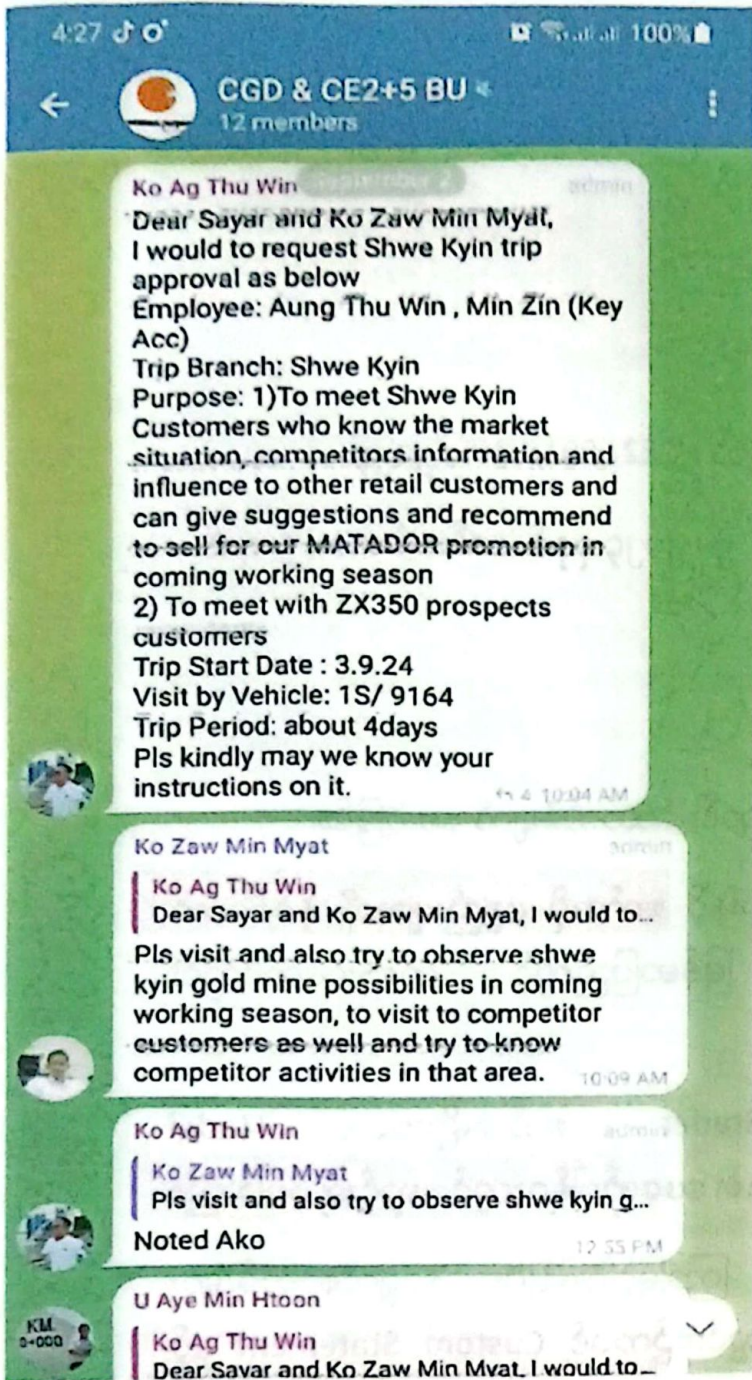 4:27
100%
CGD & CE2+5 BU
12 members
Ko Ag Thu Win admin
Dear Sayar and Ko Zaw Min Myat,
I would to request Shwe Kyin trip
approval as below
Employee: Aung Thu Win , Min Zin (Key
Acc)
Trip Branch: Shwe Kyin
Purpose: 1)To meet Shwe Kyin
Customers who know the market
situation, competitors information and
influence to other retail customers and
can give suggestions and recommend
to sell for our MATADOR promotion in
coming working season
2) To meet with ZX350 prospects
customers
Trip Start Date : 3.9.24
Visit by Vehicle: 1S/ 9164
Trip Period: about 4days
Pls kindly may we know your
instructions on it.
4 10:04 AM
Ko Zaw Min Myat admin
Ko Ag Thu Win
Dear Sayar and Ko Zaw Min Myat, I would to...
Pls visit and also try to observe shwe
kyin gold mine possibilities in coming
working season, to visit to competitor
customers as well and try to know
competitor activities in that area.
10:09 AM
Ko Ag Thu Win admin
Ko Zaw Min Myat
Pls visit and also try to observe shwe kyin g...
Noted Ako
12:55 PM
U Aye Min Htoon
Ko Ag Thu Win
Dear Sayar and Ko Zaw Min Myat, I would to...
KM
0+000